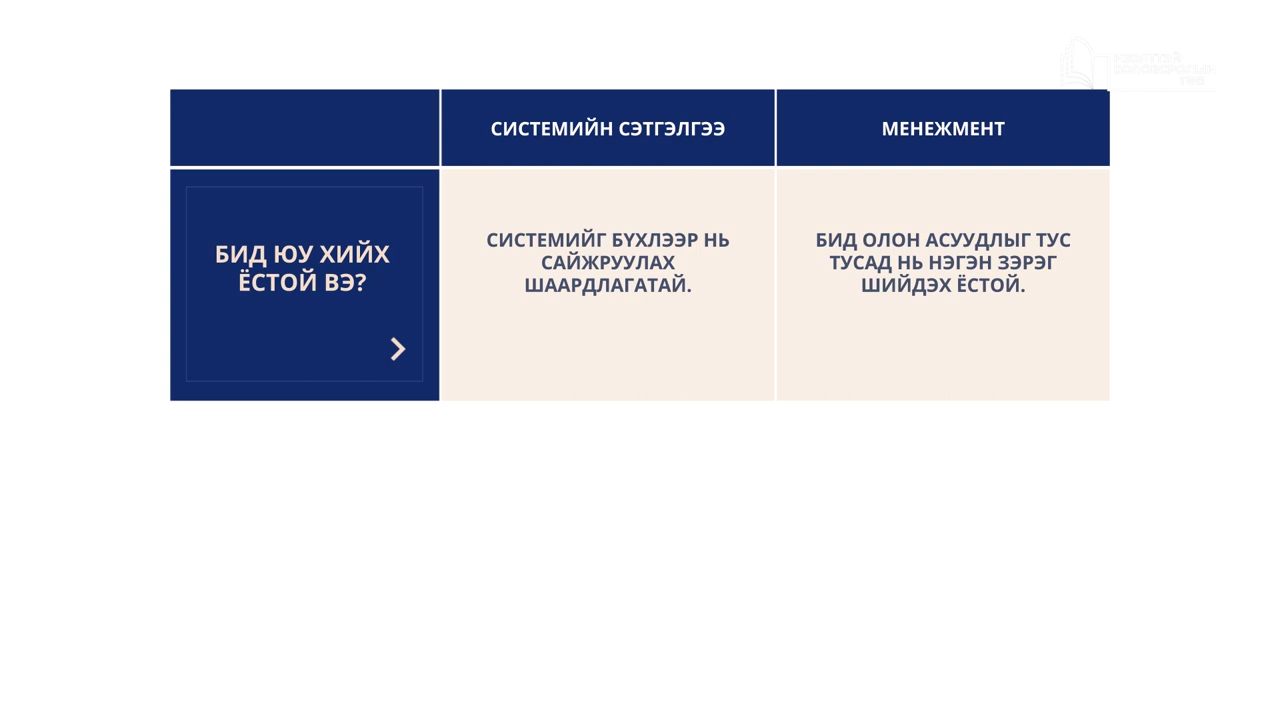 СИСТЕМИЙН СЭТГЭЛГЭЭ
МЕНЕЖМЕНТ
БИД ЮУ ХИЙХ
ЁСТОЙ ВЭ?
СИСТЕМИЙГ БҮХЛЭЭР НЬ
САЙЖРУУЛАХ
ШААРДЛАГАТАЙ.
БИД ОЛОН АСУУДЛЫГ ТУС
ТУСАД НЬ НЭГЭН ЗЭРЭГ
ШИЙДЭХ ЁСТОЙ.